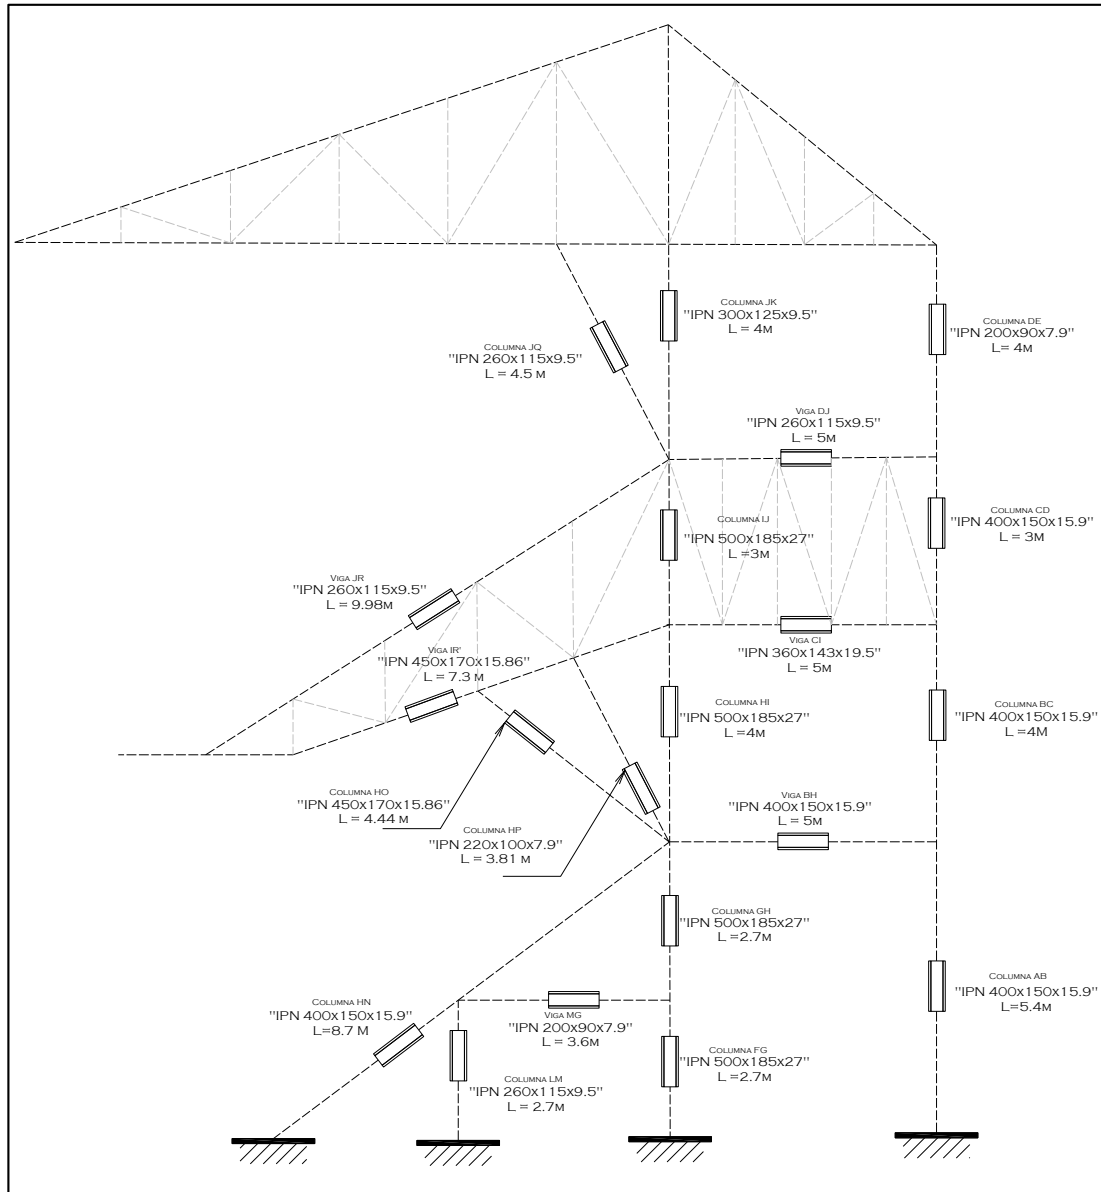 Columna JK
"IPN 300x125x9.5"
L = 4m
Columna DE
"IPN 200x90x7.9"
L= 4m
Columna JQ
"IPN 260x115x9.5"
L = 4.5 m
Viga DJ
"IPN 260x115x9.5"
L = 5m
Columna IJ
"IPN 500x185x27"
L =3m
Columna CD
"IPN 400x150x15.9"
L = 3m
Viga JR
"IPN 260x115x9.5"
L = 9.98m
Viga IR'
"IPN 450x170x15.86"
L = 7.3 m
Viga CI
"IPN 360x143x19.5"
L = 5m
Columna HI
"IPN 500x185x27"
L =4m
Columna BC
"IPN 400x150x15.9"
L =4M
Columna HO
"IPN 450x170x15.86"
L = 4.44 m
Viga BH
"IPN 400x150x15.9"
L = 5m
Columna HP
"IPN 220x100x7.9"
L = 3.81 m
Columna GH
"IPN 500x185x27"
L =2.7m
Columna AB
"IPN 400x150x15.9"
L=5.4m
Columna HN
"IPN 400x150x15.9"
L=8.7 M
Viga MG
"IPN 200x90x7.9"
L = 3.6m
Columna FG
"IPN 500x185x27"
L =2.7m
Columna LM
"IPN 260x115x9.5"
L = 2.7m